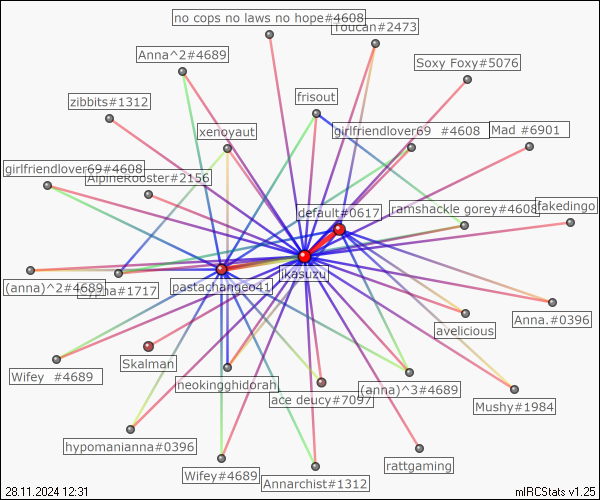 no cops no laws no hope#4608
Toucan#2473
Anna^2#4689
Soxy Foxy#5076
zibbits#1312
frisout
xenoyaut
girlfriendlover69 #4608
Mad #6901
girlfriendlover69#4608
AlpineRooster#2156
default#0617
ramshackle gorey#4608
fakedingo
ikasuzu
pastachange041
(anna)^2#4689
#1717
Anna.#0396
avelicious
Skalman
Wifey #4689
neokingghidorah
ace deucy#7097
(anna)^3#4689
Mushy#1984
hypomanianna#0396
Wifey#4689
Annarchist#1312
rattgaming
28.11.2024 12:31
mIRCStats v1.25